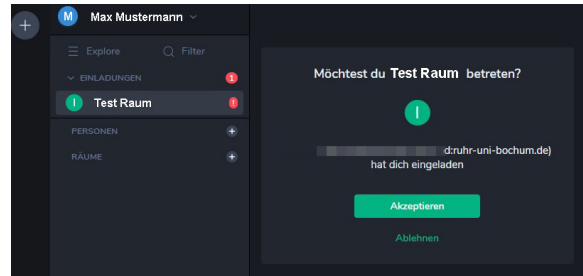 M Max Mustermann
Explore Filter
EINLADUNGEN 1
I Test Raum !
PERSONEN
RÄUME
Möchtest du Test Raum betreten?
I
d:ruhr-uni-bochum.de)
hat dich eingeladen
Akzeptieren
Ablehnen